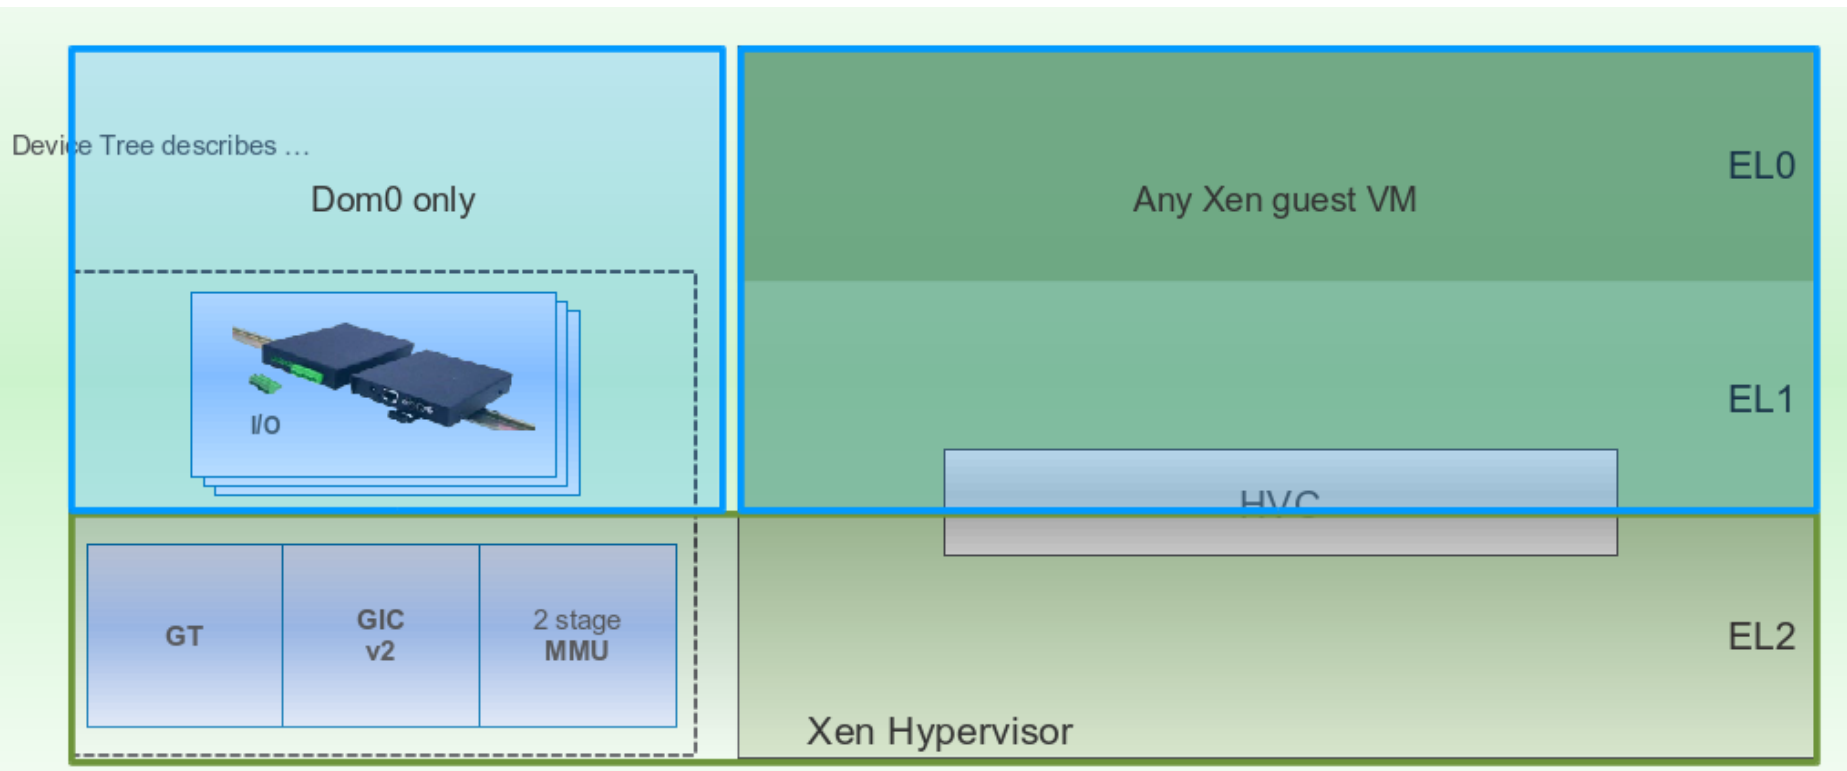 Device Tree describes …
Dom0 only
Any Xen guest VM
EL0
I/O
EL1
HVC
GT
GIC
v2
2 stage
MMU
EL2
Xen Hypervisor